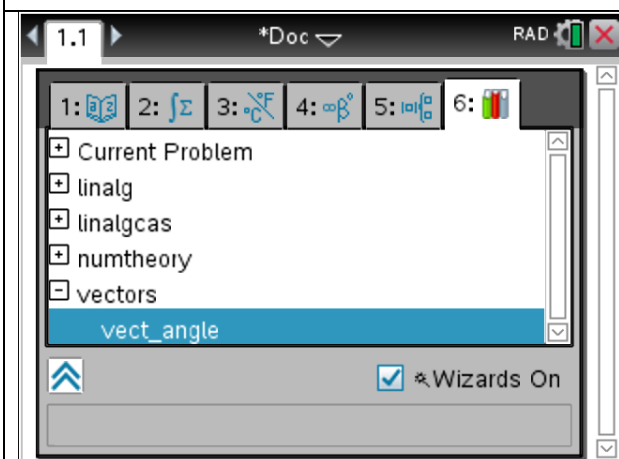 1.1 *Doc RAD
1: 2: ∫Σ 3: °C°F 4: ∞β° 5: 6:
Current Problem
linalg
linalgcas
numtheory
vectors
vect_angle
Wizards On